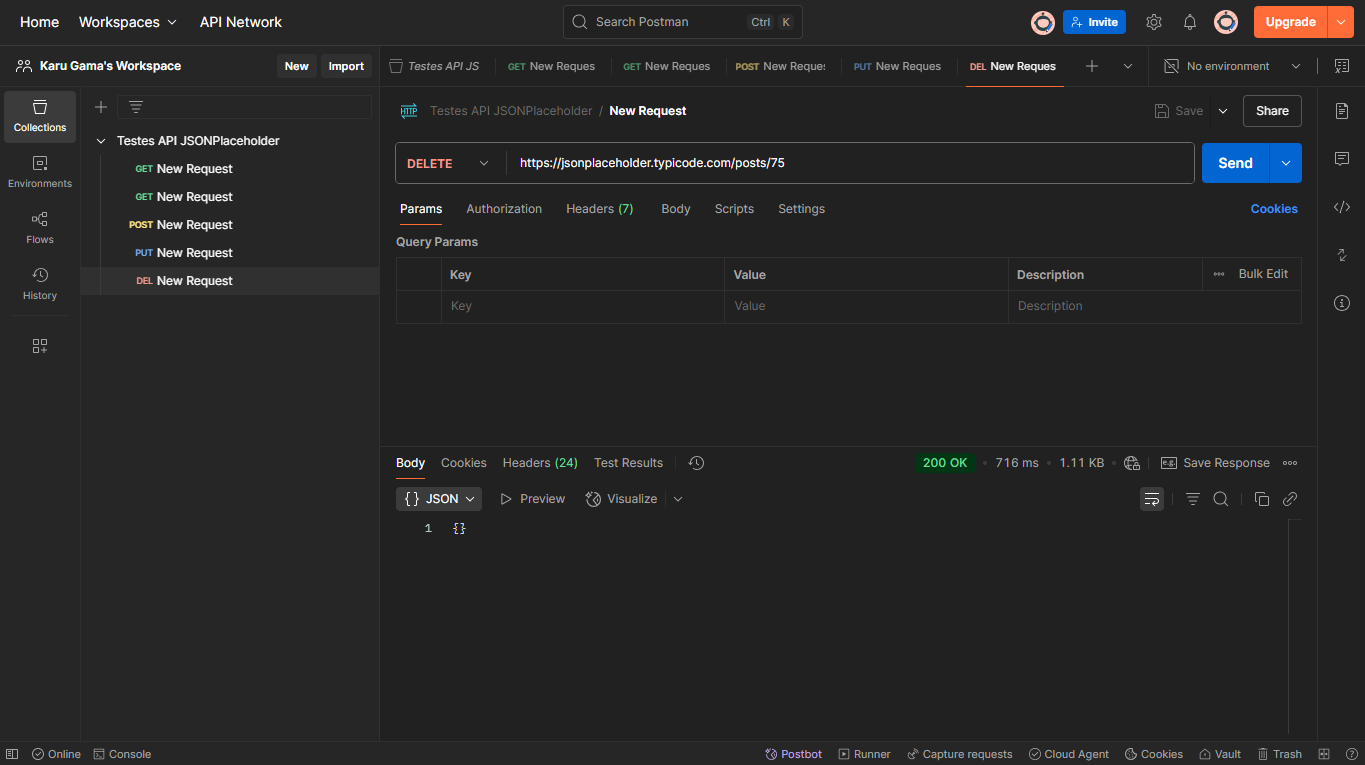 Home Workspaces API Network Search Postman Ctrl K Invite Upgrade
Karu Gama's Workspace New Import Testes API JS GET New Reques GET New Reques POST New Reques PUT New Reques DEL New Reques No environment
Collections
Environments
Flows
History
Testes API JSONPlaceholder
GET New Request
GET New Request
POST New Request
PUT New Request
DEL New Request
HTTP Testes API JSONPlaceholder / New Request Save Share
DELETE https://jsonplaceholder.typicode.com/posts/75 Send
Params Authorization Headers (7) Body Scripts Settings Cookies
Query Params
Key Value Description Bulk Edit
Key Value Description
Body Cookies Headers (24) Test Results 200 OK 716 ms 1.11 KB e.g. Save Response
{} JSON Preview Visualize
1 {}
Online Console Postbot Runner Capture requests Cloud Agent Cookies Vault Trash